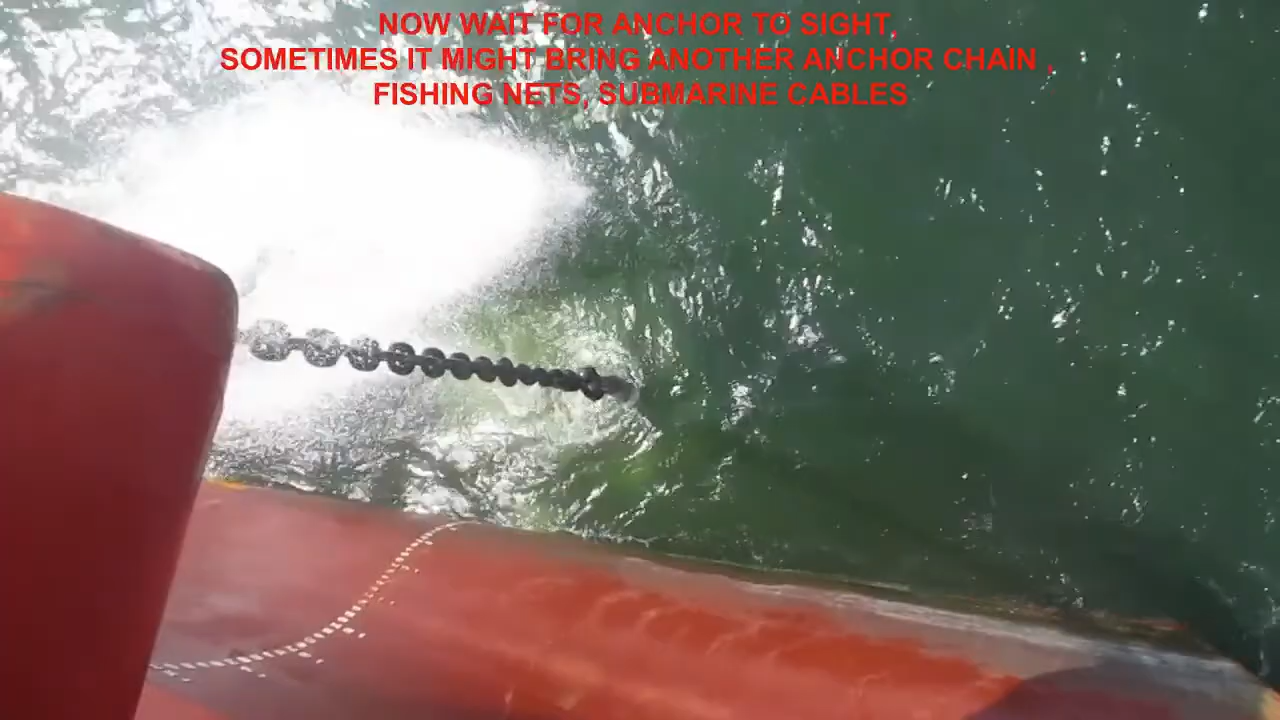 NOW WAIT FOR ANCHOR TO SIGHT,
SOMETIMES IT MIGHT BRING ANOTHER ANCHOR CHAIN ,
FISHING NETS, SUBMARINE CABLES